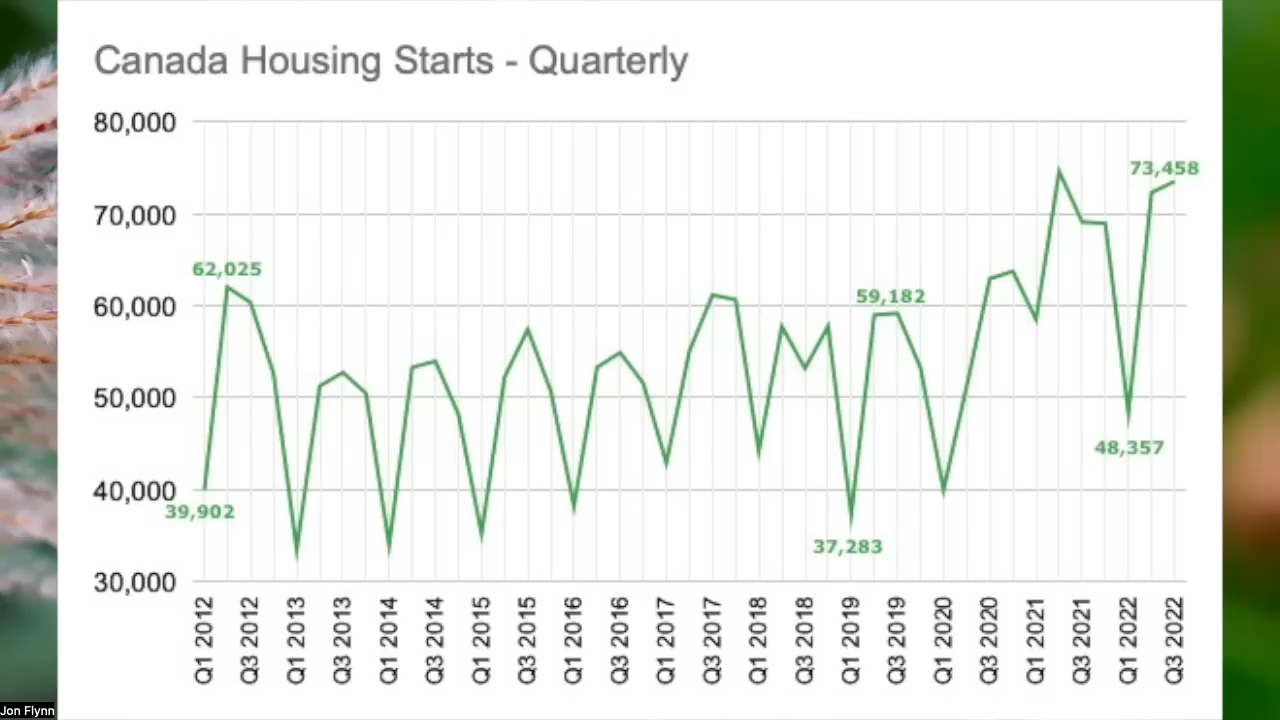 Canada Housing Starts - Quarterly
80,000
70,000
60,000
50,000
40,000
30,000
39,902
62,025
37,283
59,182
48,357
73,458
Q1 2012
Q3 2012
Q1 2013
Q3 2013
Q1 2014
Q3 2014
Q1 2015
Q3 2015
Q1 2016
Q3 2016
Q1 2017
Q3 2017
Q1 2018
Q3 2018
Q1 2019
Q3 2019
Q1 2020
Q3 2020
Q1 2021
Q3 2021
Q1 2022
Q3 2022
Jon Flynn